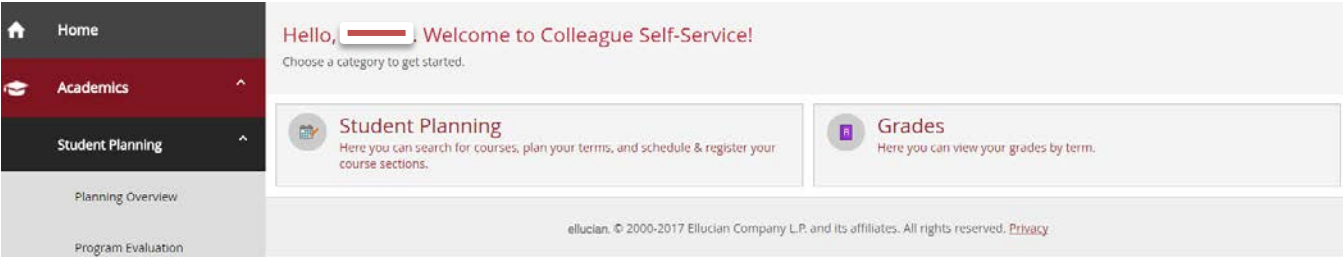 Home
Academics
Student Planning
Planning Overview
Program Evaluation
Hello, . Welcome to Colleague Self-Service!
Choose a category to get started.
Student Planning
Here you can search for courses, plan your terms, and schedule & register your
course sections.
Grades
Here you can view your grades by term.
ellucian. © 2000-2017 Ellucian Company L.P. and its affiliates. All rights reserved. Privacy